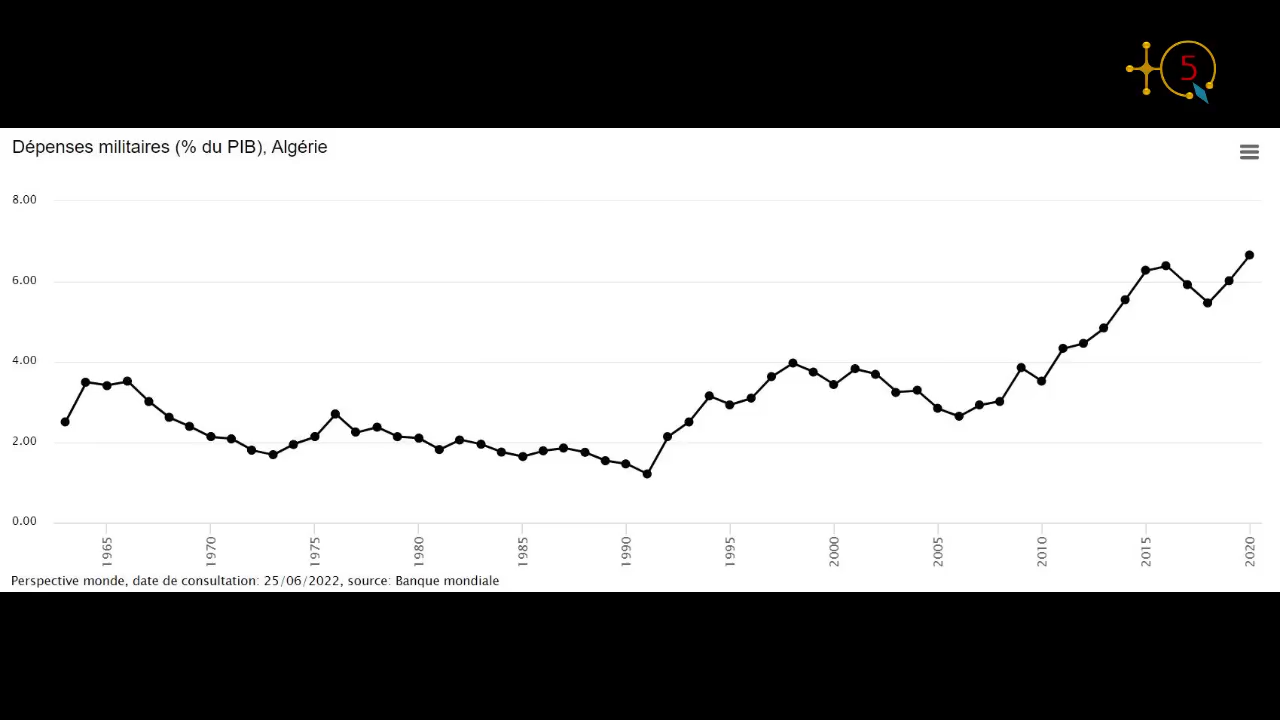 5
Dépenses militaires (% du PIB), Algérie
8.00
6.00
4.00
2.00
0.00
1965 1970 1975 1980 1985 1990 1995 2000 2005 2010 2015 2020
Perspective monde, date de consultation: 25/06/2022, source: Banque mondiale